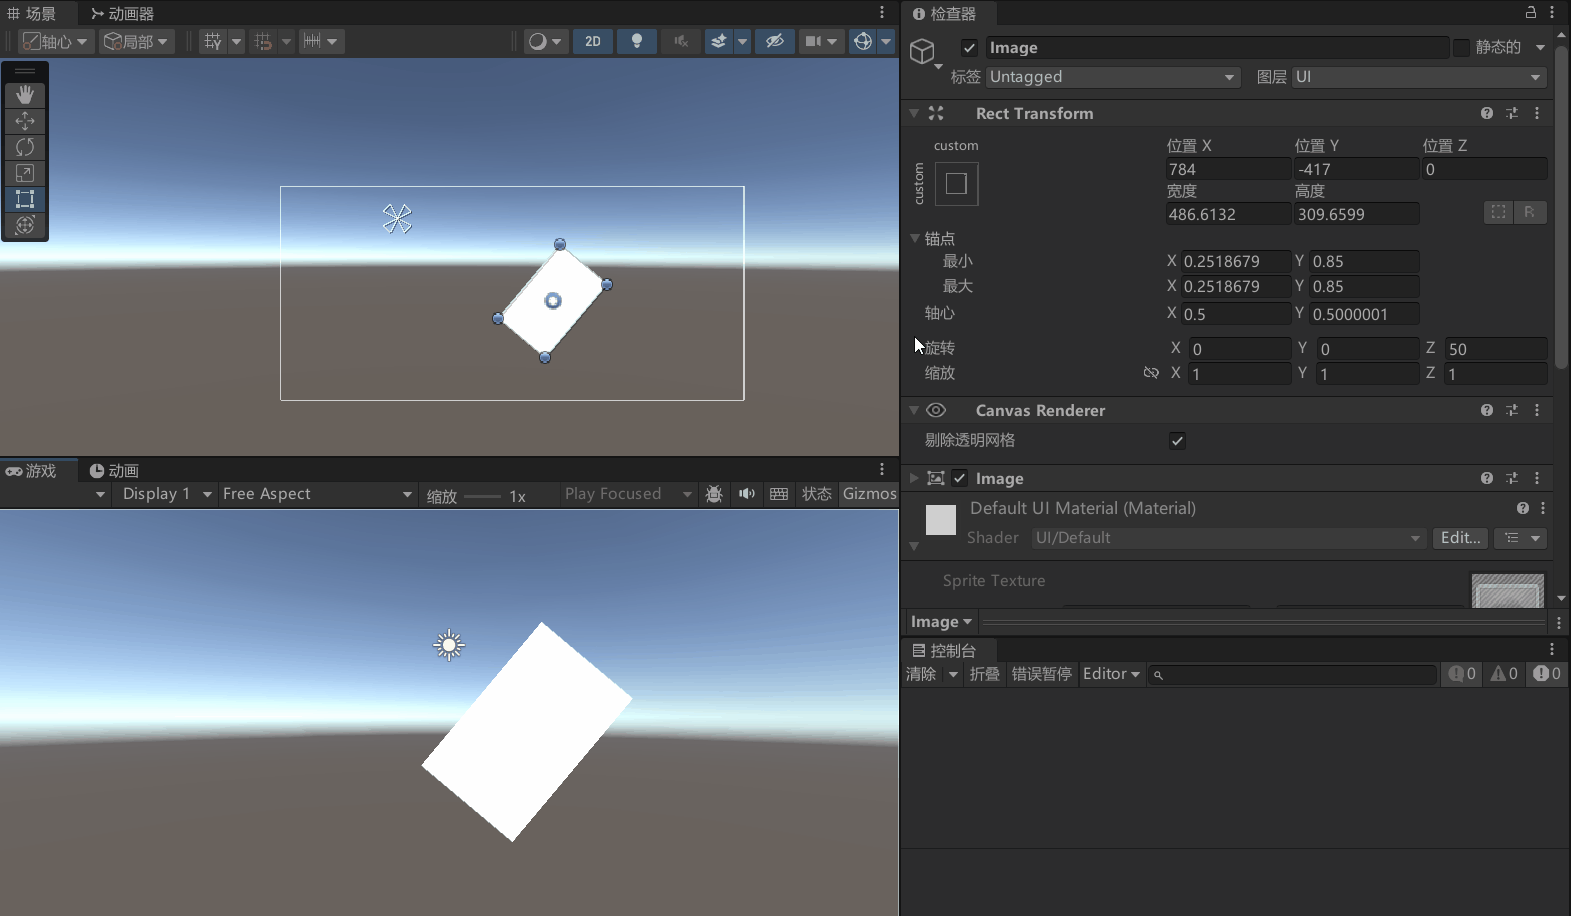 场景 动画器
轴心 局部 2D
游戏 动画
Display 1 Free Aspect 缩放 1x Play Focused 状态 Gizmos
检查器
Image 静态的
标签 Untagged 图层 UI
Rect Transform
custom
custom
位置 X 位置 Y 位置 Z
784 -417 0
宽度 高度
486.6132 309.6599 R
锚点
最小 X 0.2518679 Y 0.85
最大 X 0.2518679 Y 0.85
轴心 X 0.5 Y 0.5000001
旋转 X 0 Y 0 Z 50
缩放 X 1 Y 1 Z 1
Canvas Renderer
剔除透明网格
Image
Default UI Material (Material)
Shader UI/Default Edit...
Sprite Texture
Image
控制台
清除 折叠 错误暂停 Editor 0 0 0